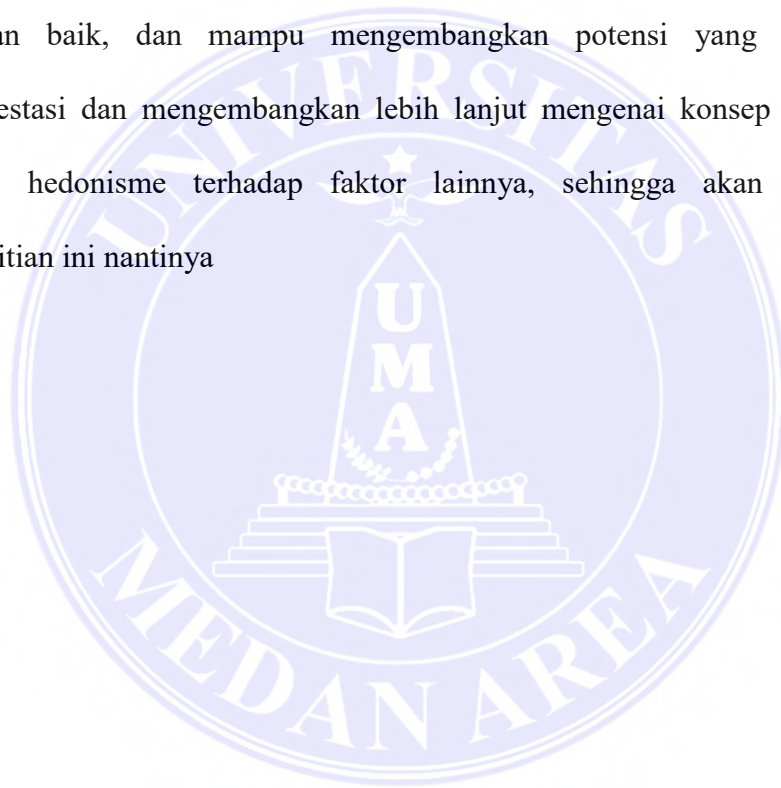 an baik, dan mampu mengembangkan potensi yang
estasi dan mengembangkan lebih lanjut mengenai konsep
hedonisme terhadap faktor lainnya, sehingga akan
itian ini nantinya
UNIVERSITAS
U
M
A
MEDAN AREA